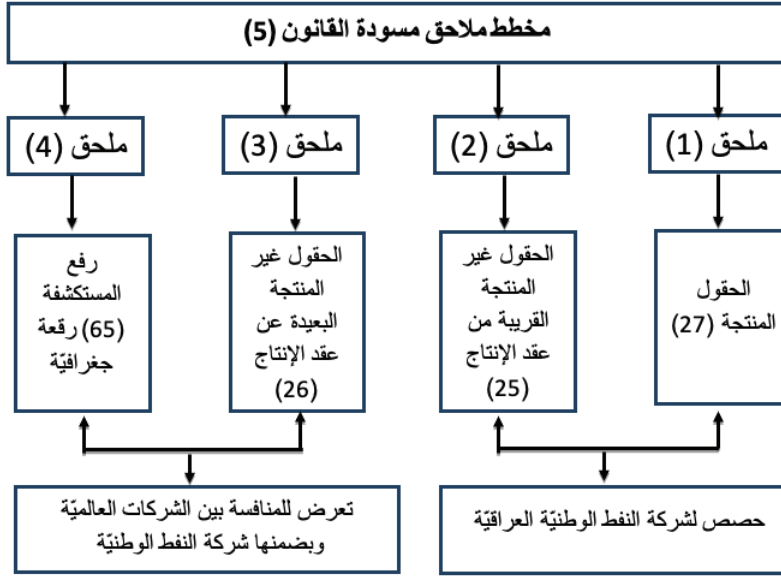 مخطط ملاحق مسودة القانون (5)
ملحق (1)
ملحق (2)
ملحق (3)
ملحق (4)
الحقول
المنتجة (27)
الحقول غير
المنتجة
القريبة من
عقد الإنتاج
(25)
الحقول غير
المنتجة
البعيدة عن
عقد الإنتاج
(26)
رفع
المستكشفة
(65) رقعة
جغرافيّة
حصص لشركة النفط الوطنيّة العراقيّة
تعرض للمنافسة بين الشركات العالميّة
وبضمنها شركة النفط الوطنيّة